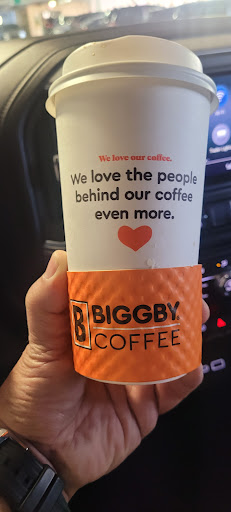 We love our coffee.
We love the people
behind our coffee
even more.
B BIGGBY
COFFEE